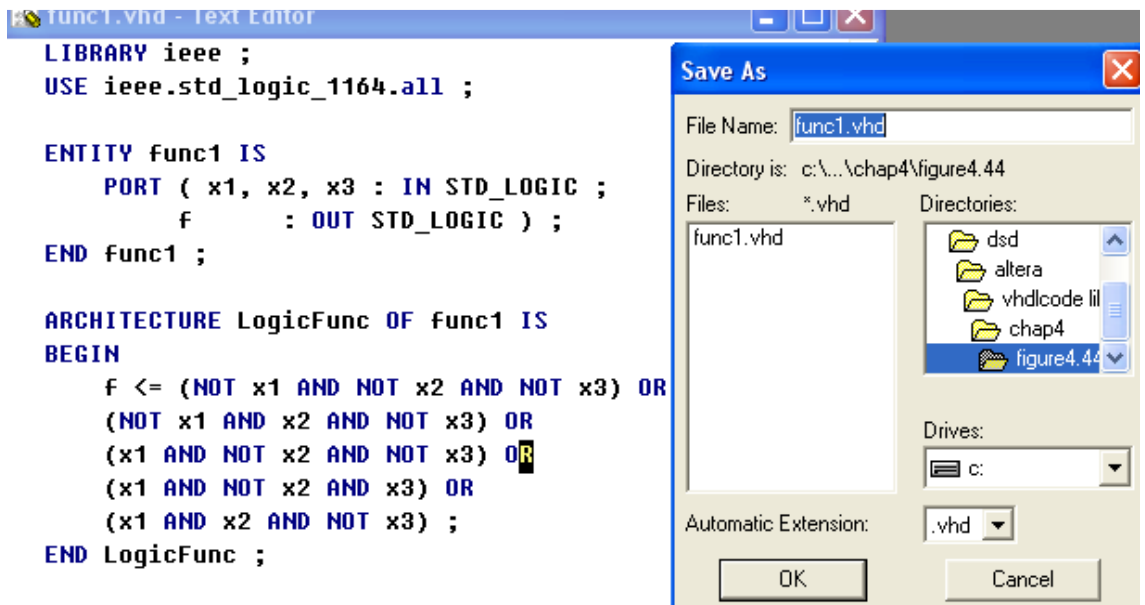 func1.vhd - Text Editor
LIBRARY ieee ;
USE ieee.std_logic_1164.all ;
ENTITY func1 IS
PORT ( x1, x2, x3 : IN STD_LOGIC ;
f : OUT STD_LOGIC ) ;
END func1 ;
ARCHITECTURE LogicFunc OF func1 IS
BEGIN
f <= (NOT x1 AND NOT x2 AND NOT x3) OR
(NOT x1 AND x2 AND NOT x3) OR
(x1 AND NOT x2 AND NOT x3) OR
(x1 AND NOT x2 AND x3) OR
(x1 AND x2 AND NOT x3) ;
END LogicFunc ;
Save As
File Name: func1.vhd
Directory is: c:\...\chap4\figure4.44
Files: *.vhd
func1.vhd
Directories:
dsd
altera
vhdlcode lil
chap4
figure4.44
Drives:
c:
Automatic Extension: .vhd
OK Cancel